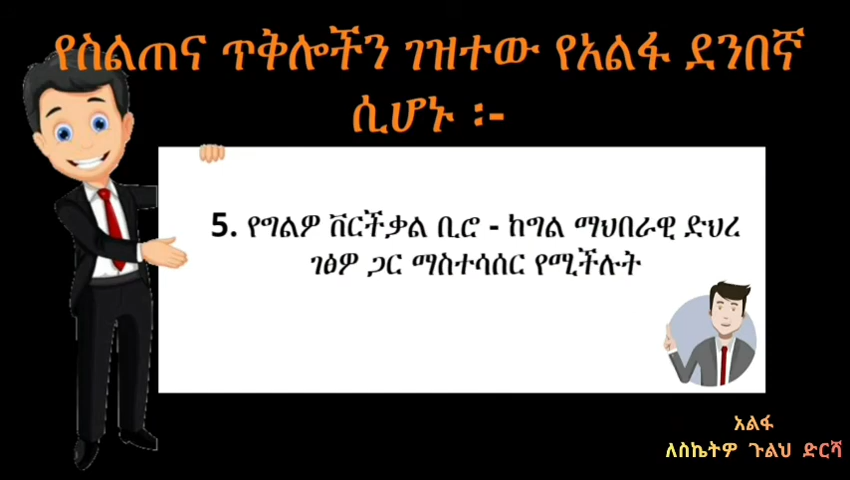 የስልጠና ጥቅሎችን ገዝተው የአልፋ ደንበኛ
ሲሆኑ ፡-
5. የግልዎ ቨርችቃል ቢሮ - ከግል ማህበራዊ ድህረ
ገፅዎ ጋር ማስተሳሰር የሚችሉት
አልፋ
ለስኬትዎ ጉልህ ድርሻ